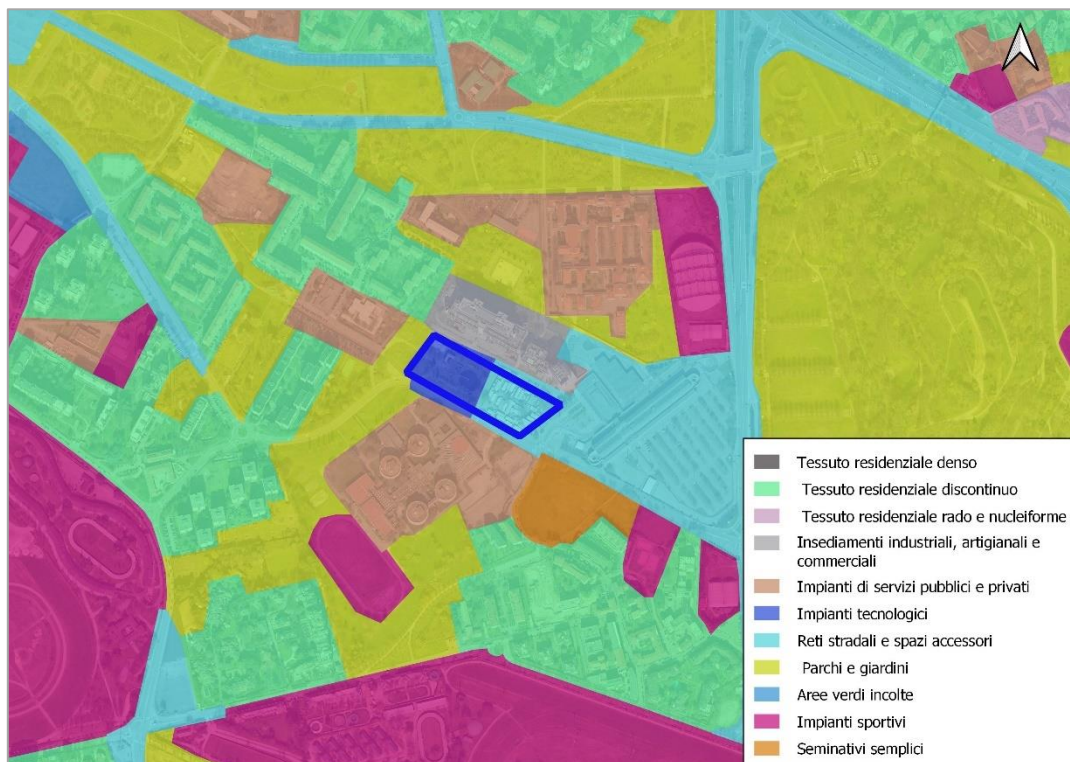 Tessuto residenziale denso
Tessuto residenziale discontinuo
Tessuto residenziale rado e nucleiforme
Insediamenti industriali, artigianali e
commerciali
Impianti di servizi pubblici e privati
Impianti tecnologici
Reti stradali e spazi accessori
Parchi e giardini
Aree verdi incolte
Impianti sportivi
Seminativi semplici